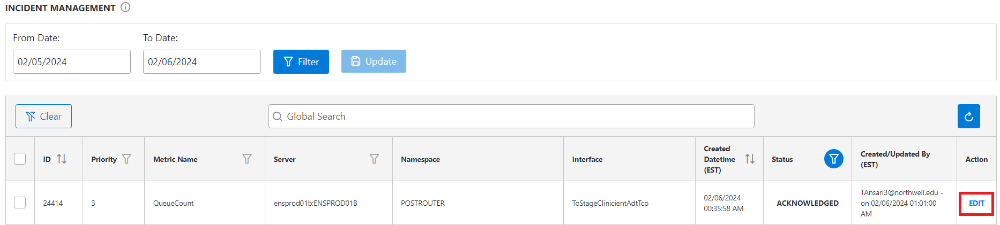 INCIDENT MANAGEMENT
From Date:
To Date:
02/05/2024
02/06/2024
Filter
Update
Clear
Global Search
ID
Priority
Metric Name
Server
Namespace
Interface
Created
Datetime
(EST)
Status
Created/Updated By
(EST)
Action
24414
3
QueueCount
ensprod01b:ENSPROD01B
POSTROUTER
ToStageClinicientAdtTcp
02/06/2024
00:35:58 AM
ACKNOWLEDGED
TAnsari3@northwell.edu -
on 02/06/2024 01:01:00
AM
EDIT